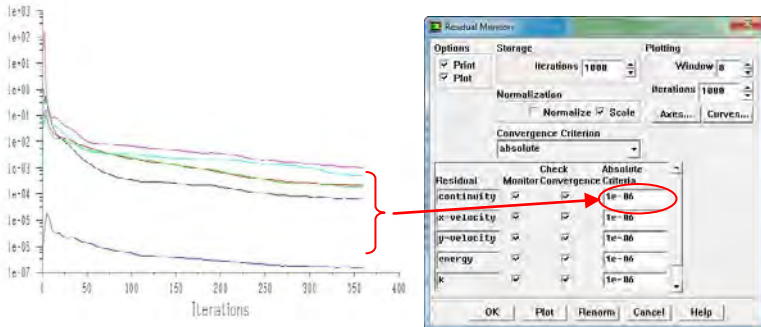 1e+03
1e+02
1e+01
1e+00
1e-01
1e-02
1e-03
1e-04
1e-05
1e-06
1e-07
0 50 100 150 200 250 300 350 400
Iterations
Residual Monitors
Options
Print
Plot
Storage
Iterations 1000
Normalization
Normalize Scale
Convergence Criterion
absolute
Plotting
Window 0
Iterations 1000
Axes... Curves...
Check Absolute
Residual Monitor Convergence Criteria
continuity 1e-06
x-velocity 1e-06
y-velocity 1e-06
energy 1e-06
k 1e-06
OK Plot Renorm Cancel Help